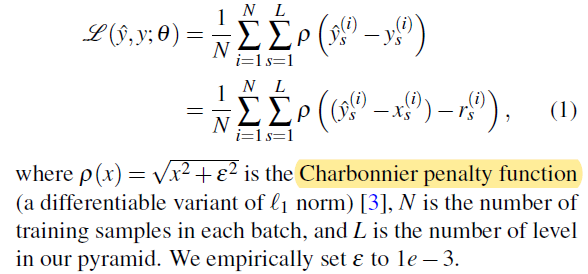 ℒ(ŷ, y; θ) = 1/N ∑_{i=1}^{N} ∑_{s=1}^{L} ρ(ŷ_s^{(i)} − y_s^{(i)})
= 1/N ∑_{i=1}^{N} ∑_{s=1}^{L} ρ((ŷ_s^{(i)} − x_s^{(i)}) − r_s^{(i)}), (1)
where ρ(x) = √(x² + ε²) is the Charbonnier penalty function
(a differentiable variant of ℓ₁ norm) [3], N is the number of
training samples in each batch, and L is the number of level
in our pyramid. We empirically set ε to 1e − 3.